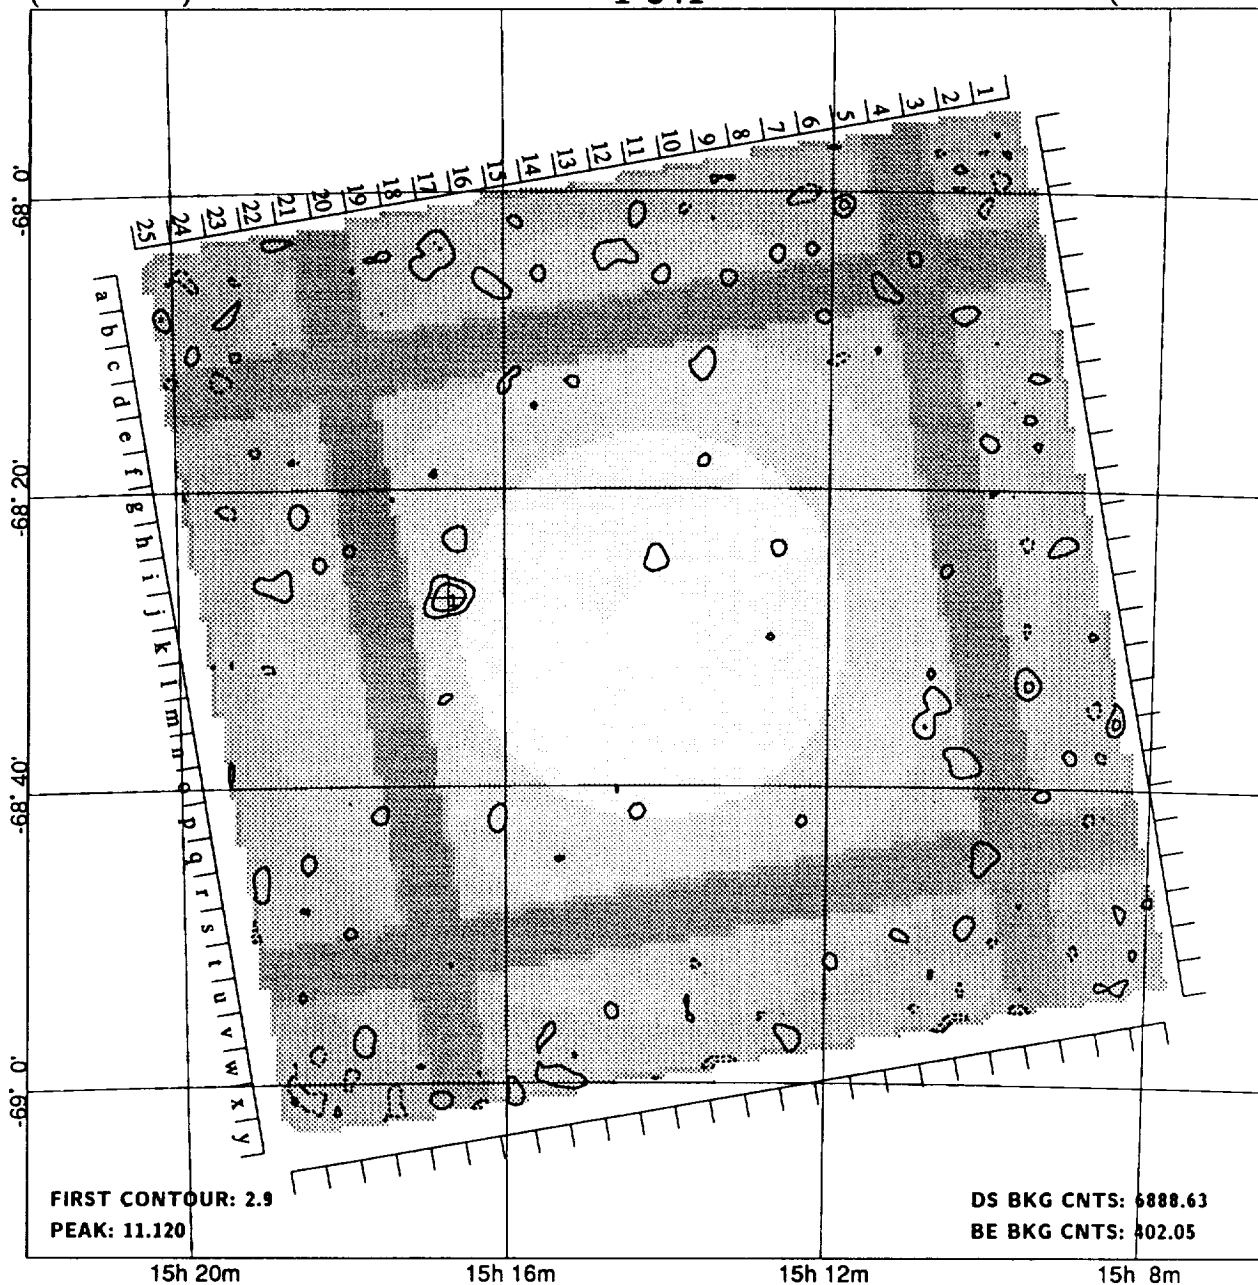 1 2 3 4 5 6 7 8 9 10 11 12 13 14 15 16 17 18 19 20 21 22 23 24 25
a b c d e f g h i j k l m n o p q r s t u v w x y
-68° 0'
-68° 20'
-68° 40'
-69° 0'
FIRST CONTOUR: 2.9
PEAK: 11.120
DS BKG CNTS: 6888.63
BE BKG CNTS: 402.05
15h 20m 15h 16m 15h 12m 15h 8m